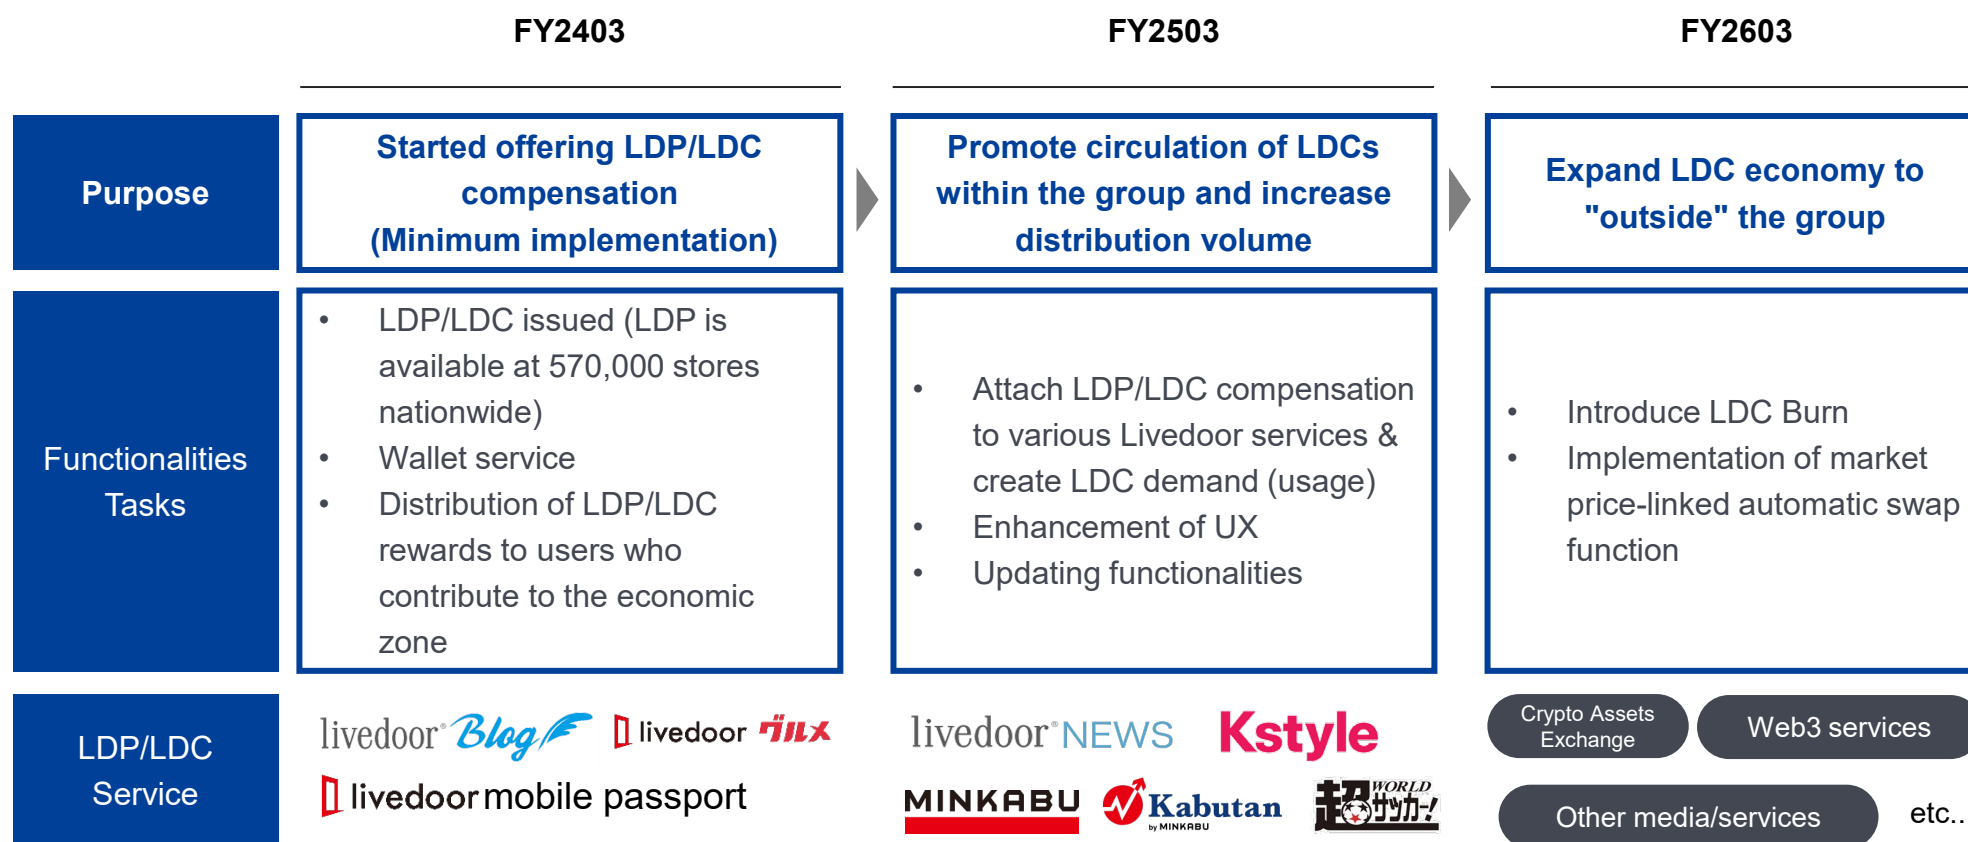 FY2403
FY2503
FY2603
Purpose
Started offering LDP/LDC
compensation
(Minimum implementation)
Promote circulation of LDCs
within the group and increase
distribution volume
Expand LDC economy to
"outside" the group
Functionalities
Tasks
• LDP/LDC issued (LDP is
available at 570,000 stores
nationwide)
• Wallet service
• Distribution of LDP/LDC
rewards to users who
contribute to the economic
zone
• Attach LDP/LDC compensation
to various Livedoor services &
create LDC demand (usage)
• Enhancement of UX
• Updating functionalities
• Introduce LDC Burn
• Implementation of market
price-linked automatic swap
function
LDP/LDC
Service
livedoor® Blog
livedoor グルメ
livedoor mobile passport
livedoor® NEWS
Kstyle
MINKABU
Kabutan
by MINKABU
超WORLD
サッカー!
Crypto Assets
Exchange
Web3 services
Other media/services
etc..